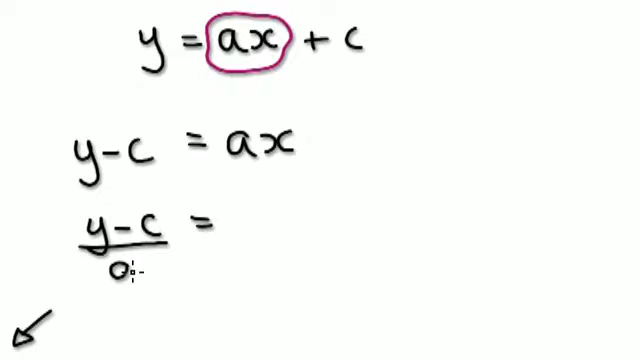 y = ax + c
y - c = ax
y - c =
a